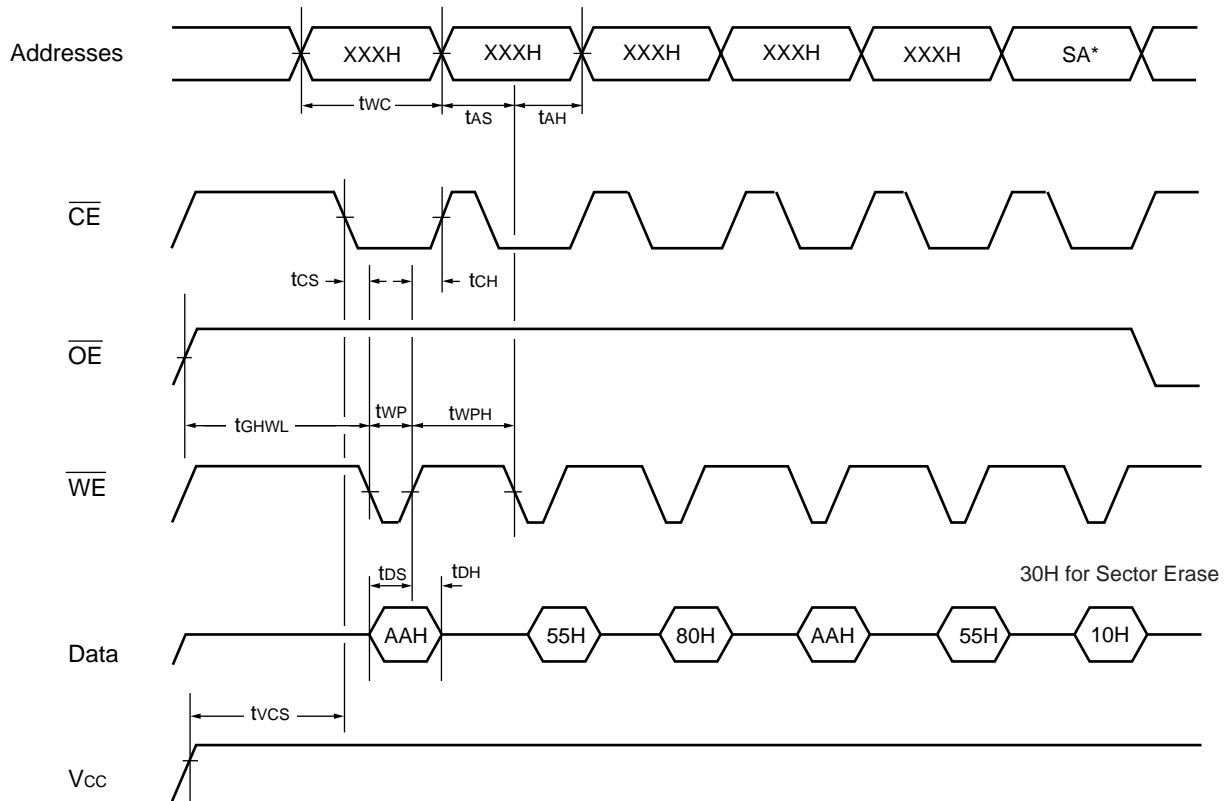 Addresses XXXH XXXH XXXH XXXH XXXH SA*
tWC tAS tAH
CE
tCS tCH
OE
tGHWL tWP tWPH
WE
tDS tDH
30H for Sector Erase
Data AAH 55H 80H AAH 55H 10H
tVCS
VCC